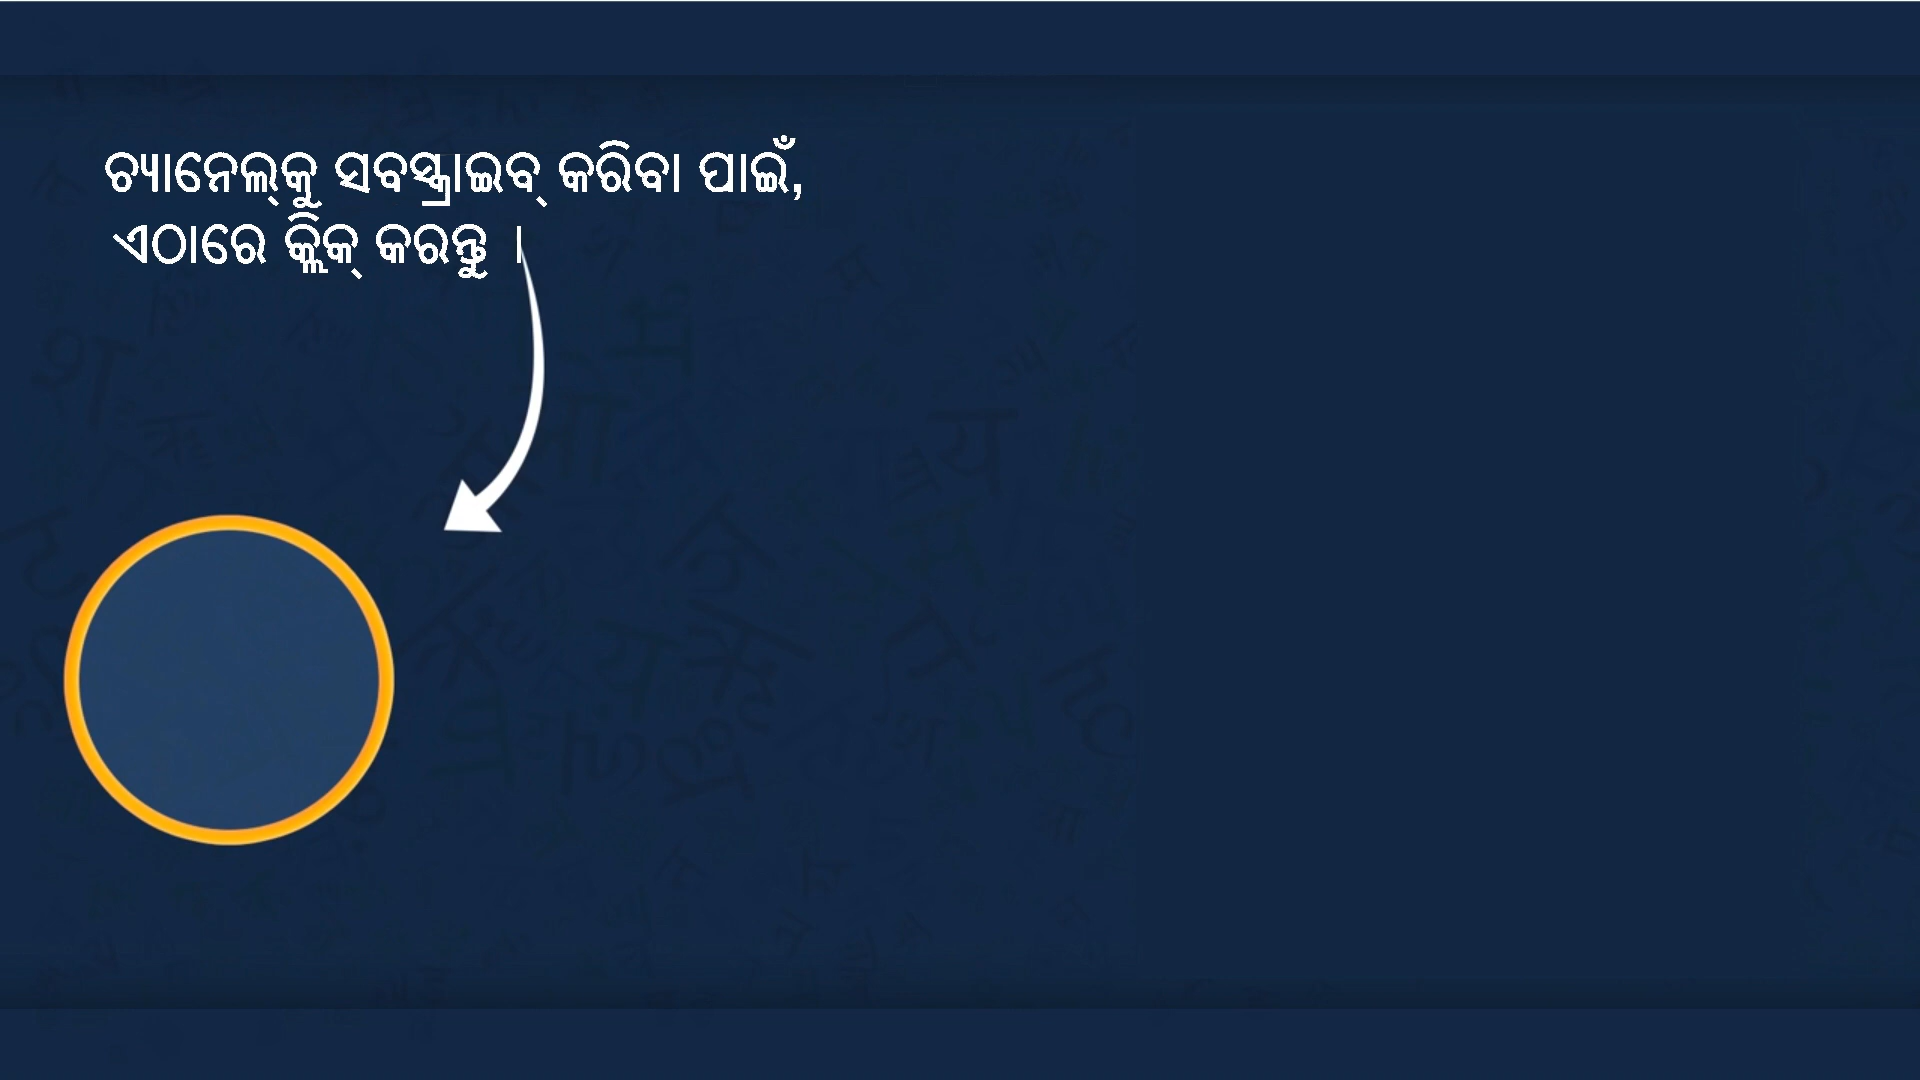 ଚ୍ୟାନେଲ୍‌କୁ ସବସ୍କ୍ରାଇବ୍ କରିବା ପାଇଁ,
ଏଠାରେ କ୍ଲିକ୍ କରନ୍ତୁ ।